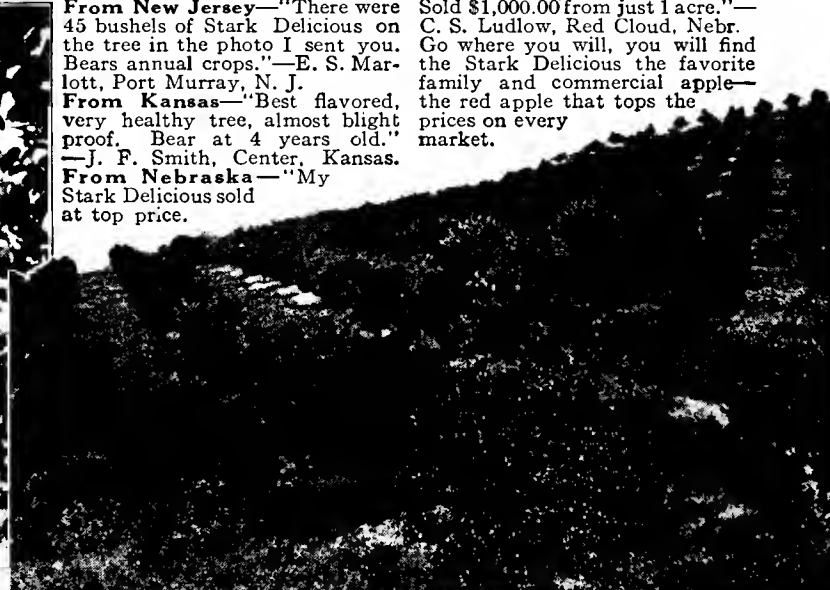 From New Jersey—"There were
45 bushels of Stark Delicious on
the tree in the photo I sent you.
Bears annual crops."—E. S. Mar-
lott, Port Murray, N. J.
From Kansas—"Best flavored,
very healthy tree, almost blight
proof. Bear at 4 years old."
—J. F. Smith, Center, Kansas.
From Nebraska—"My
Stark Delicious sold
at top price.
Sold $1,000.00 from just 1 acre."—
C. S. Ludlow, Red Cloud, Nebr.
Go where you will, you will find
the Stark Delicious the favorite
family and commercial apple—
the red apple that tops the
prices on every
market.